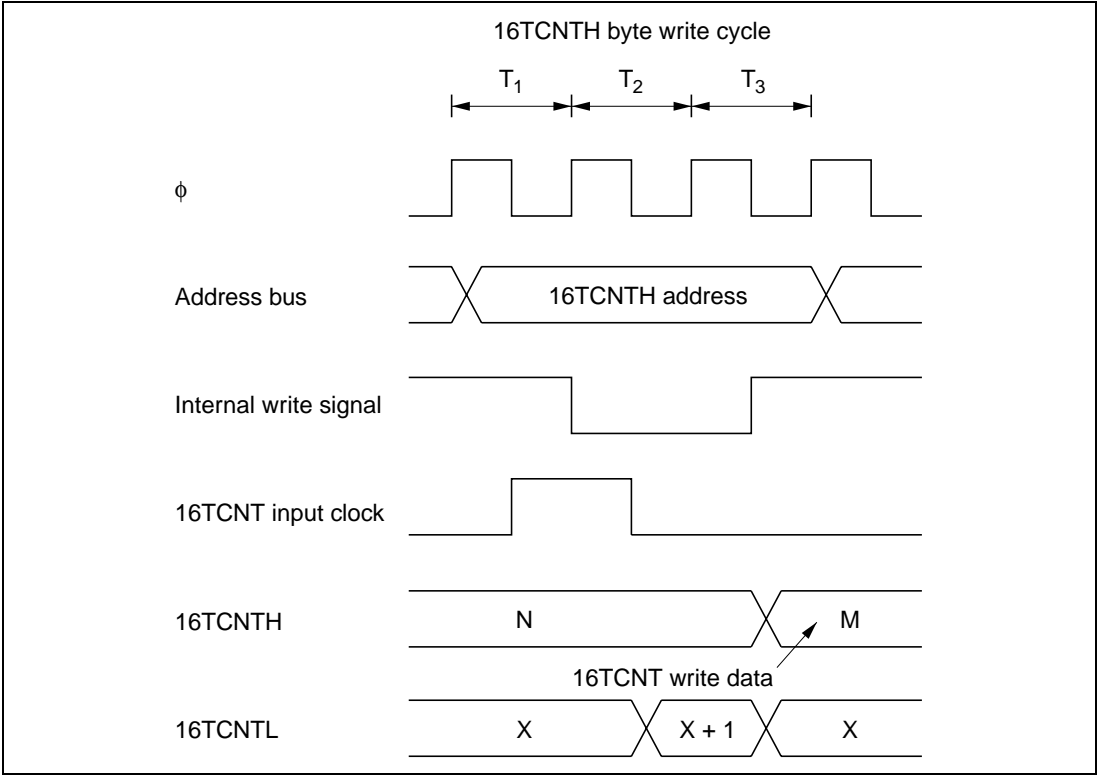 16TCNTH byte write cycle
T1 T2 T3
ϕ
Address bus 16TCNTH address
Internal write signal
16TCNT input clock
16TCNTH N M
16TCNT write data
16TCNTL X X + 1 X